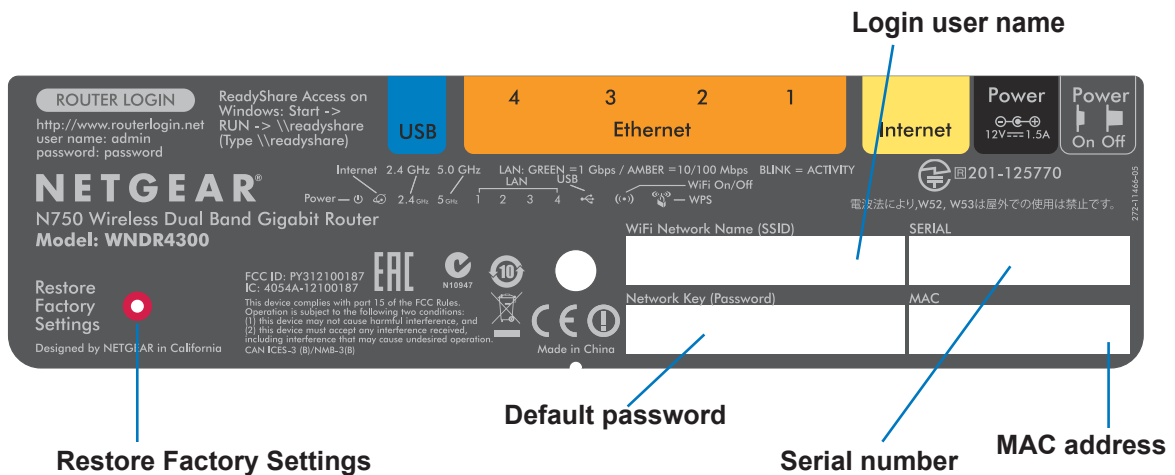 Login user name
ROUTER LOGIN
http://www.routerlogin.net
user name: admin
password: password
ReadyShare Access on
Windows: Start ->
RUN -> \\readyshare
(Type \\readyshare)
USB
4 3 2 1
Ethernet
Internet
Power
12V 1.5A
Power
On Off
NETGEAR®
N750 Wireless Dual Band Gigabit Router
Model: WNDR4300
Internet 2.4 GHz 5.0 GHz LAN: GREEN =1 Gbps / AMBER =10/100 Mbps BLINK = ACTIVITY
LAN USB WiFi On/Off
Power 2.4 GHz 5 GHz 1 2 3 4 WPS
R 201-125770
電波法により,W52, W53は屋外での使用は禁止です。
272-11466-05
WiFi Network Name (SSID)
SERIAL
Network Key (Password)
MAC
Restore
Factory
Settings
Designed by NETGEAR in California
FCC ID: PY312100187
IC: 4054A-12100187
EAC
N10947
10
This device complies with part 15 of the FCC Rules.
Operation is subject to the following two conditions:
(1) this device may not cause harmful interference, and
(2) this device must accept any interference received,
including interference that may cause undesired operation.
CAN ICES-3 (B)/NMB-3(B)
CE
Made in China
Default password
Restore Factory Settings
Serial number
MAC address